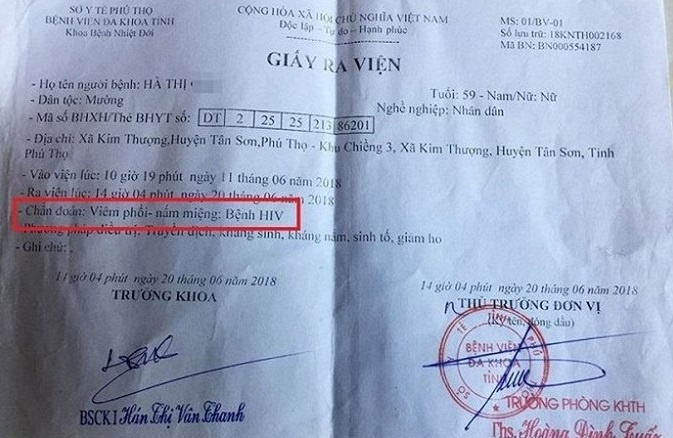 SỞ Y TẾ PHÚ THỌ
BỆNH VIỆN ĐA KHOA TỈNH
Khoa Bệnh Nhiệt Đới
CỘNG HÒA XÃ HỘI CHỦ NGHĨA VIỆT NAM
Độc lập - Tự do - Hạnh phúc
MS: 01/BV-01
Số lưu trữ: 18KNTH002168
Mã BN: BN000554187
GIẤY RA VIỆN
- Họ tên người bệnh: HÀ THỊ
Tuổi: 59 - Nam/Nữ: Nữ
- Dân tộc: Mường
Nghề nghiệp: Nhân dân
- Mã số BHXH/Thẻ BHYT số: DT 2 25 25 213 86201
- Địa chỉ: Xã Kim Thượng,Huyện Tân Sơn,Phú Thọ - Khu Chiềng 3, Xã Kim Thượng, Huyện Tân Sơn, Tỉnh
Phú Thọ
- Vào viện lúc: 10 giờ 19 phút ngày 11 tháng 06 năm 2018
- Ra viện lúc: 14 giờ 04 phút ngày 20 tháng 06 năm 2018
- Chẩn đoán: Viêm phổi- nấm miệng: Bệnh HIV
- Phương pháp điều trị: Truyền dịch, kháng sinh, kháng nấm, sinh tố, giảm ho
- Ghi chú: .
14 giờ 04 phút ngày 20 tháng 06 năm 2018
TRƯỞNG KHOA
14 giờ 04 phút ngày 20 tháng 06 năm 2018
THỦ TRƯỞNG ĐƠN VỊ
(Ký tên, đóng dấu)
BỆNH VIỆN
ĐA KHOA
TỈNH
BSCKI Hán Thị Vân Thanh
TRƯỞNG PHÒNG KHTH
Ths. Hoàng Đình